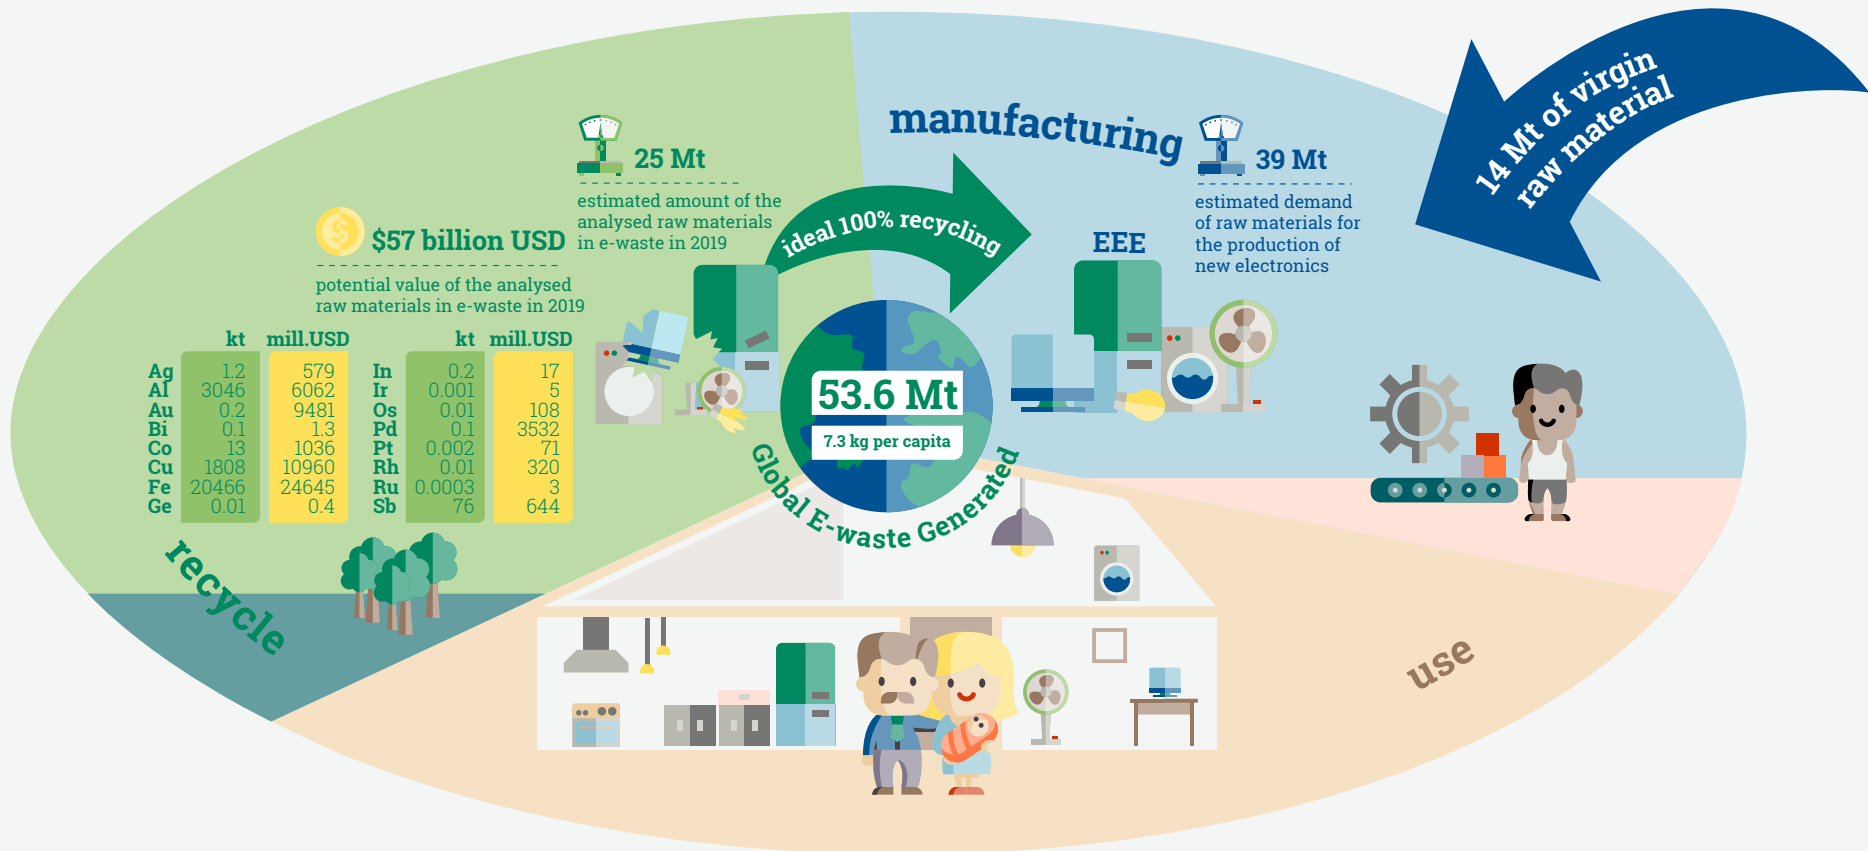 manufacturing
14 Mt of virgin
raw material
25 Mt
estimated amount of the
analysed raw materials
in e-waste in 2019
39 Mt
estimated demand
of raw materials for
the production of
new electronics
ideal 100% recycling
EEE
$57 billion USD
potential value of the analysed
raw materials in e-waste in 2019
kt mill.USD kt mill.USD
Ag 1.2 579 In 0.2 17
Al 3046 6062 Ir 0.001 5
Au 0.2 9481 Os 0.01 108
Bi 0.1 1.3 Pd 0.1 3532
Co 13 1036 Pt 0.002 71
Cu 1808 10960 Rh 0.01 320
Fe 20466 24645 Ru 0.0003 3
Ge 0.01 0.4 Sb 76 644
53.6 Mt
7.3 kg per capita
Global E-waste Generated
recycle
use